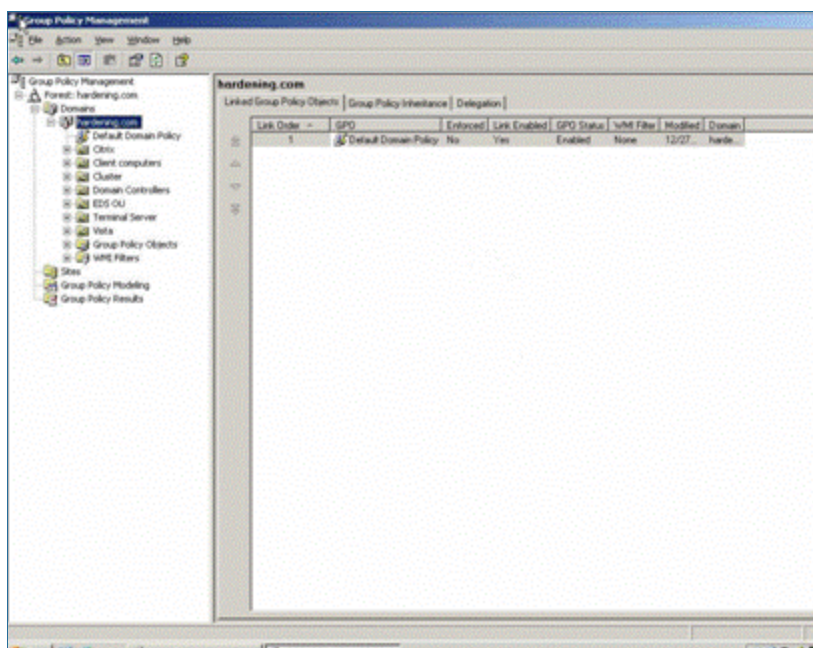 Group Policy Management
File Action View Window Help
Group Policy Management
Forest: hardening.com
Domains
hardening.com
Default Domain Policy
Citrix
Client computers
Cluster
Domain Controllers
EDS OU
Terminal Server
Vista
Group Policy Objects
WMI Filters
Sites
Group Policy Modeling
Group Policy Results
hardening.com
Linked Group Policy Objects Group Policy Inheritance Delegation
Link Order GPO Enforced Link Enabled GPO Status WMI Filter Modified Domain
1 Default Domain Policy No Yes Enabled None 12/27... harde...